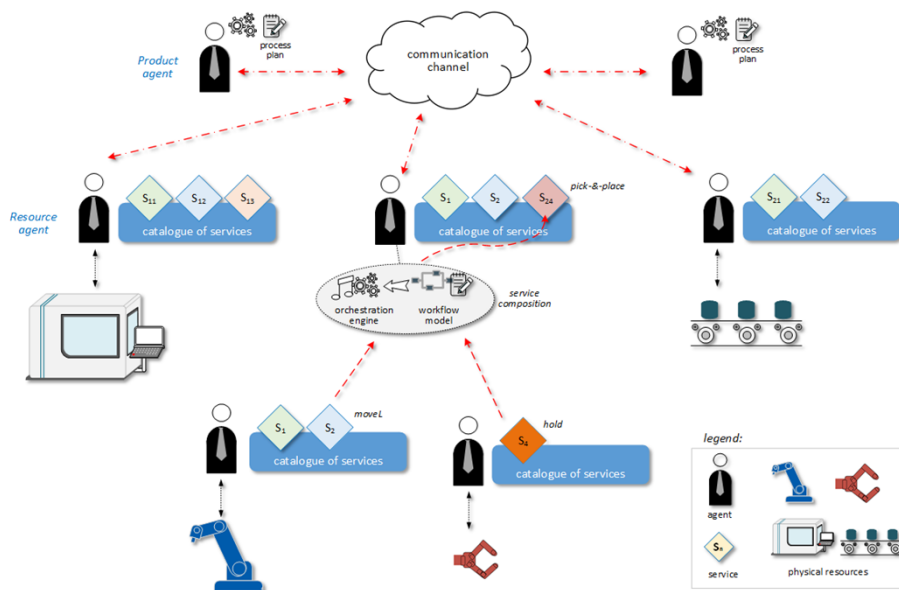 process
plan
Product
agent
communication
channel
process
plan
Resource
agent
S11
S12
S13
catalogue of services
S1
S2
S24
pick-&-place
catalogue of services
S21
S22
catalogue of services
orchestration
engine
workflow
model
service
composition
S1
S2
moveL
catalogue of services
S4
hold
catalogue of services
legend:
agent
Sn
service
physical resources